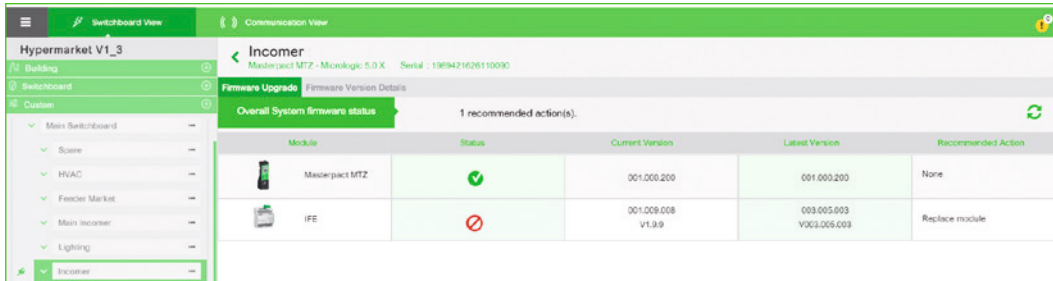 Switchboard View
Communication View
Hypermarket V1_3
Building
Switchboard
Custom
Main Switchboard
Spare
HVAC
Feeder Market
Main Incomer
Lighting
Incomer
Incomer
Masterpact MTZ - Micrologic 5.0 X Serial : 1969421626110090
Firmware Upgrade Firmware Version Details
Overall System firmware status 1 recommended action(s).
Module Status Current Version Latest Version Recommended Action
Masterpact MTZ 001.000.200 001.000.200 None
IFE 001.009.008 003.005.003 Replace module
V1.9.9 V003.005.003